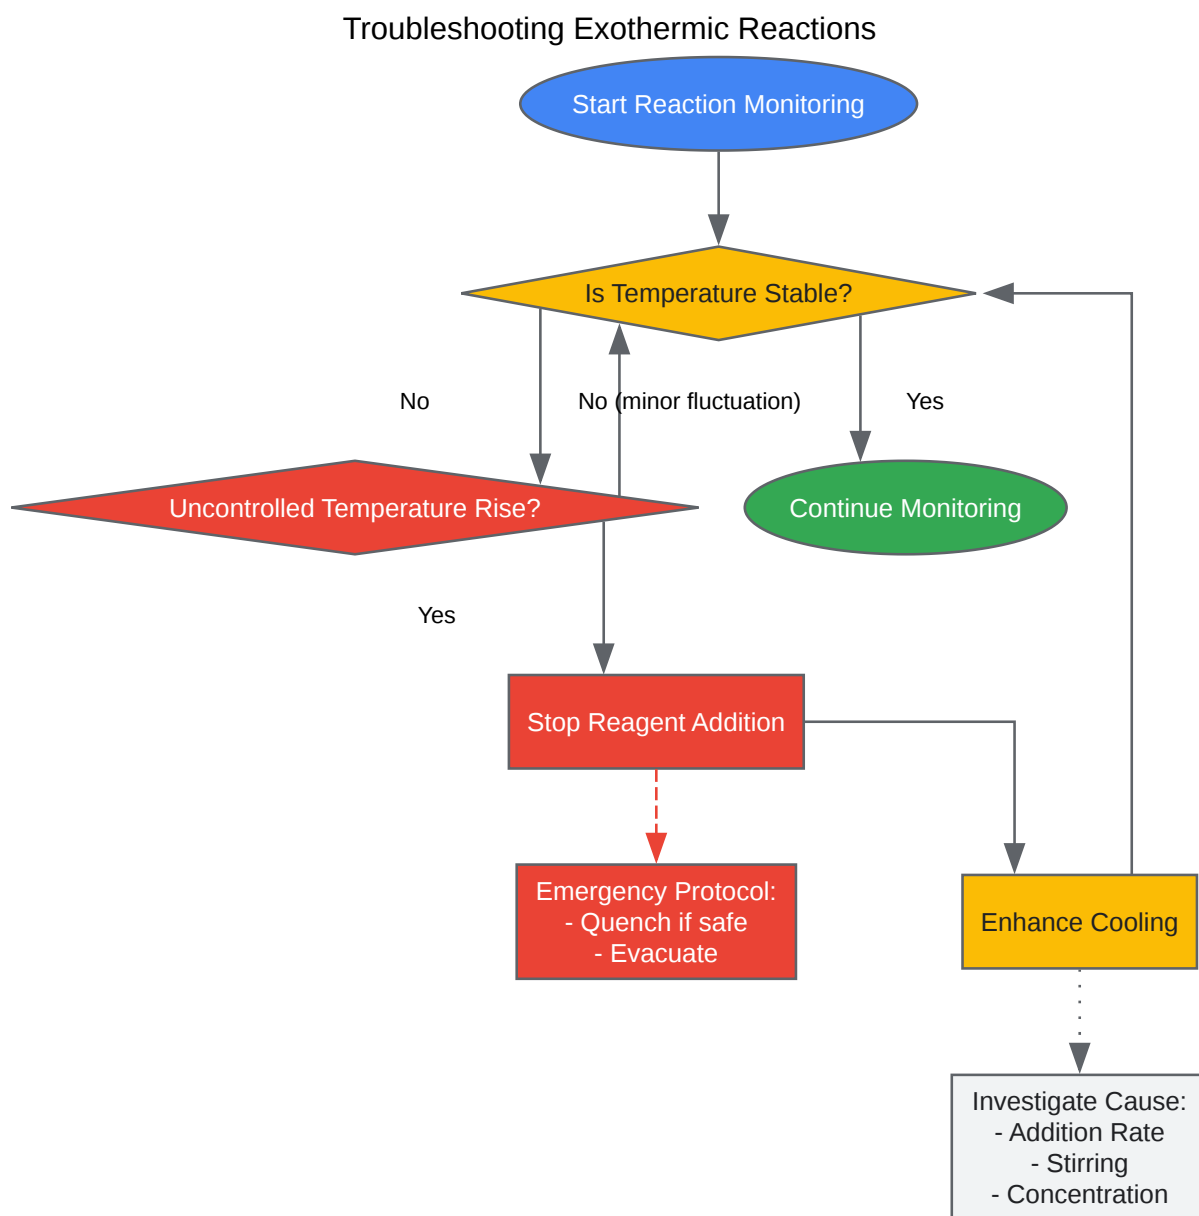 Troubleshooting Exothermic Reactions
Start Reaction Monitoring
Is Temperature Stable?
No
No (minor fluctuation)
Yes
Uncontrolled Temperature Rise?
Continue Monitoring
Yes
Stop Reagent Addition
Emergency Protocol:
- Quench if safe
- Evacuate
Enhance Cooling
Investigate Cause:
- Addition Rate
- Stirring
- Concentration